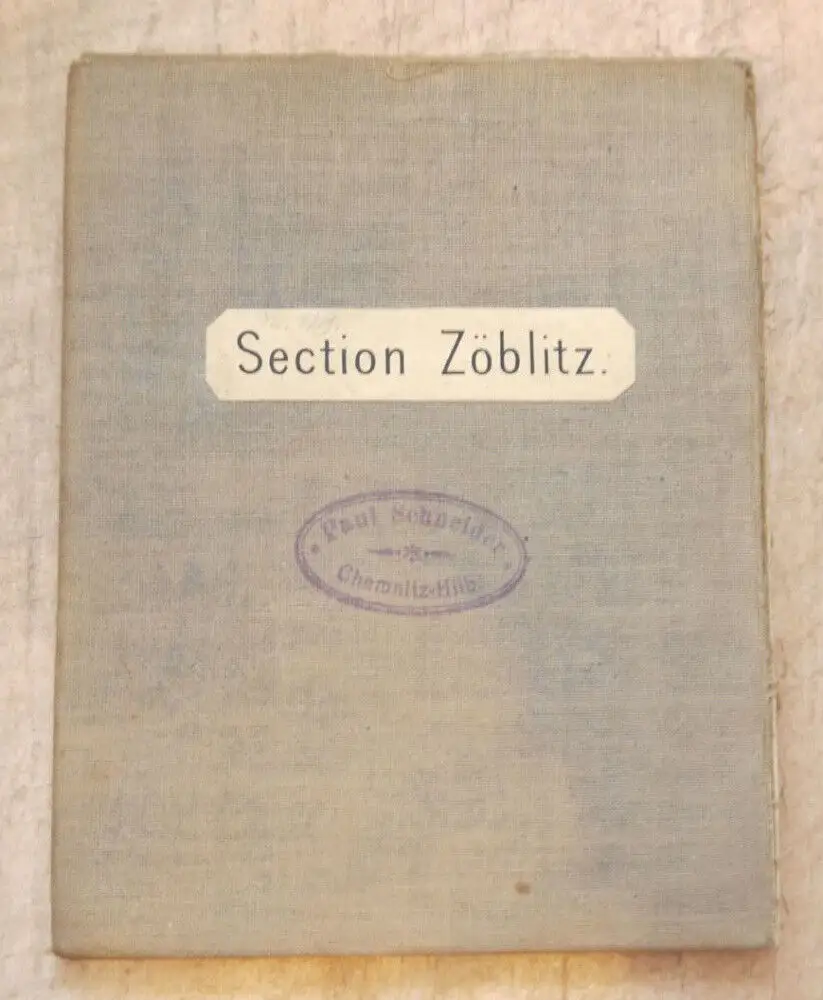 Section Zöblitz.
Paul Schneider
Chemnitz-Hilb.